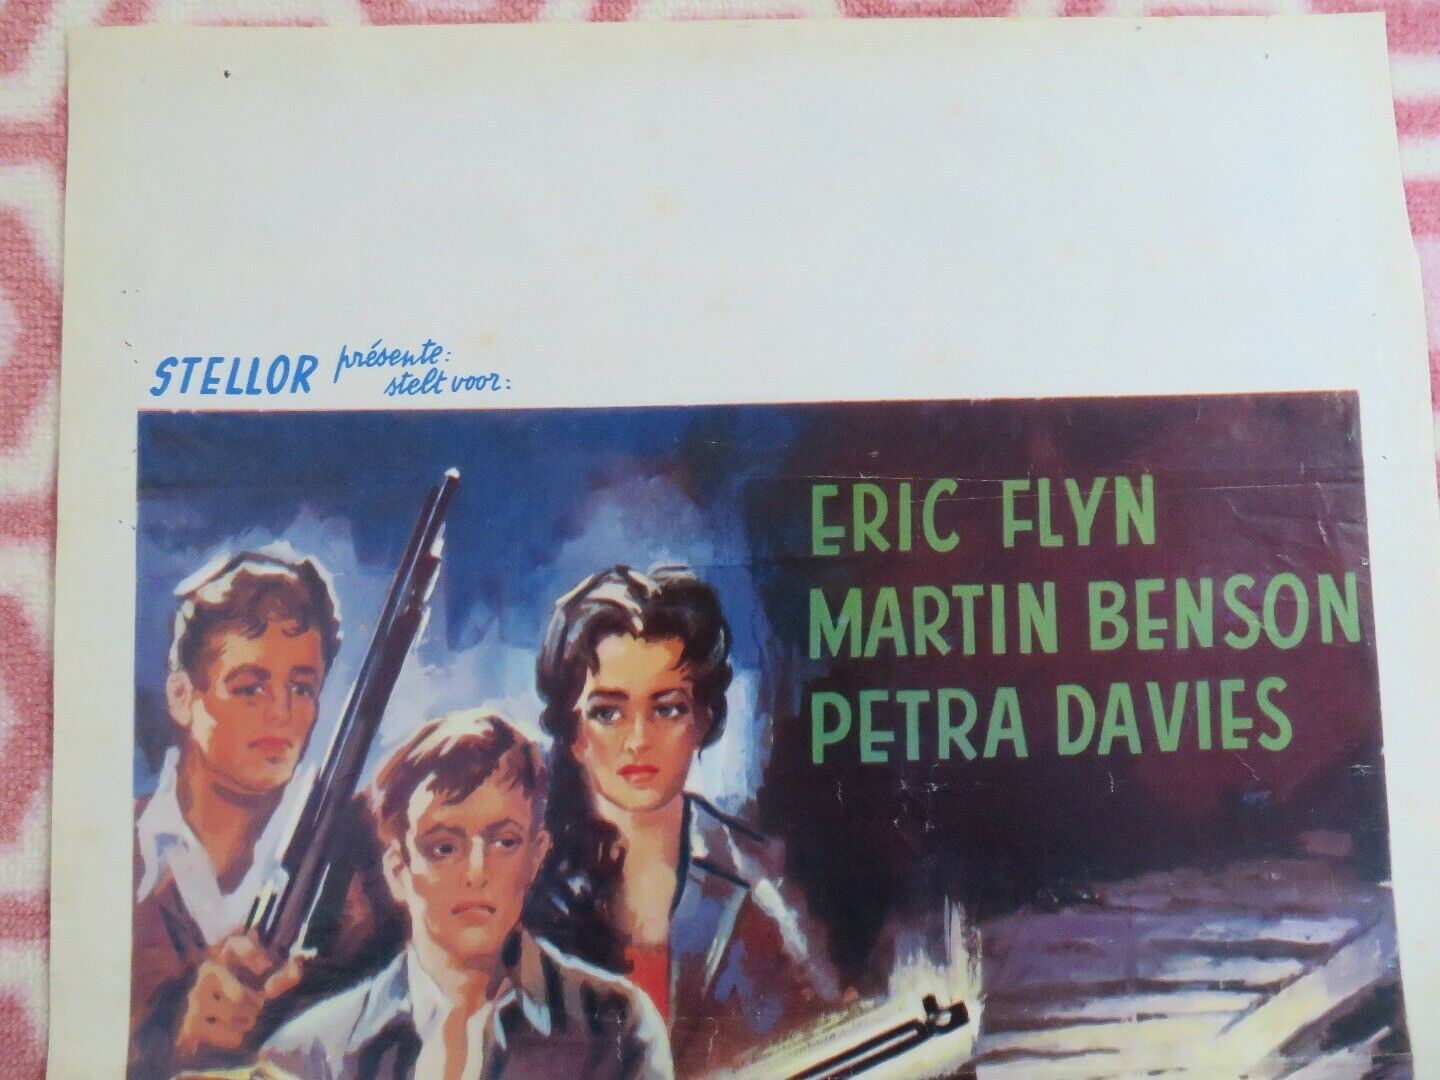 STELLOR présente:
stelt voor:
ERIC FLYN
MARTIN BENSON
PETRA DAVIES